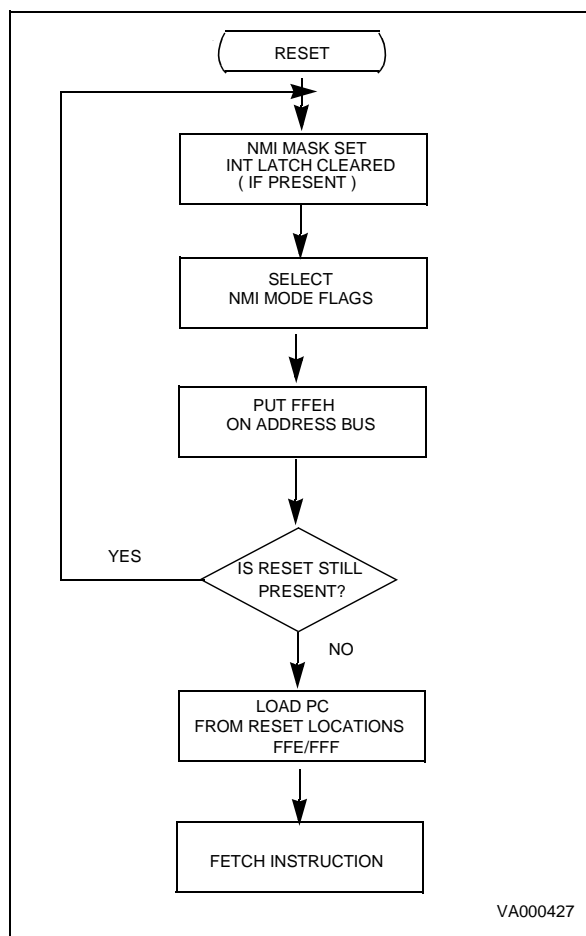 RESET
NMI MASK SET
INT LATCH CLEARED
( IF PRESENT )
SELECT
NMI MODE FLAGS
PUT FFEH
ON ADDRESS BUS
YES
IS RESET STILL
PRESENT?
NO
LOAD PC
FROM RESET LOCATIONS
FFE/FFF
FETCH INSTRUCTION
VA000427